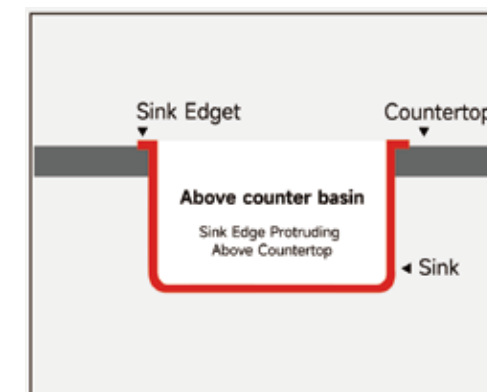 Sink Edget
Countertop
Above counter basin
Sink Edge Protruding
Above Countertop
Sink